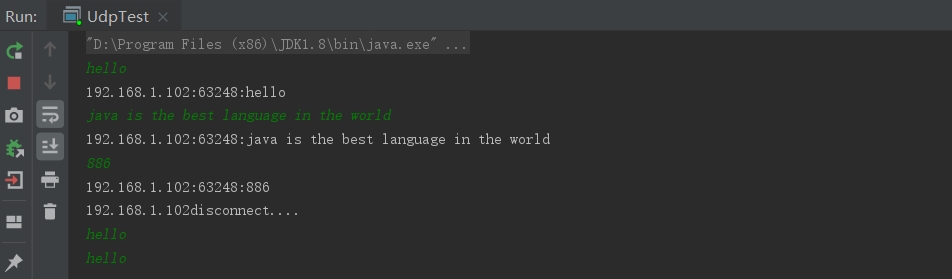 Run: UdpTest
"D:\Program Files (x86)\JDK1.8\bin\java.exe" ...
hello
192.168.1.102:63248:hello
java is the best language in the world
192.168.1.102:63248:java is the best language in the world
886
192.168.1.102:63248:886
192.168.1.102disconnect....
hello
hello